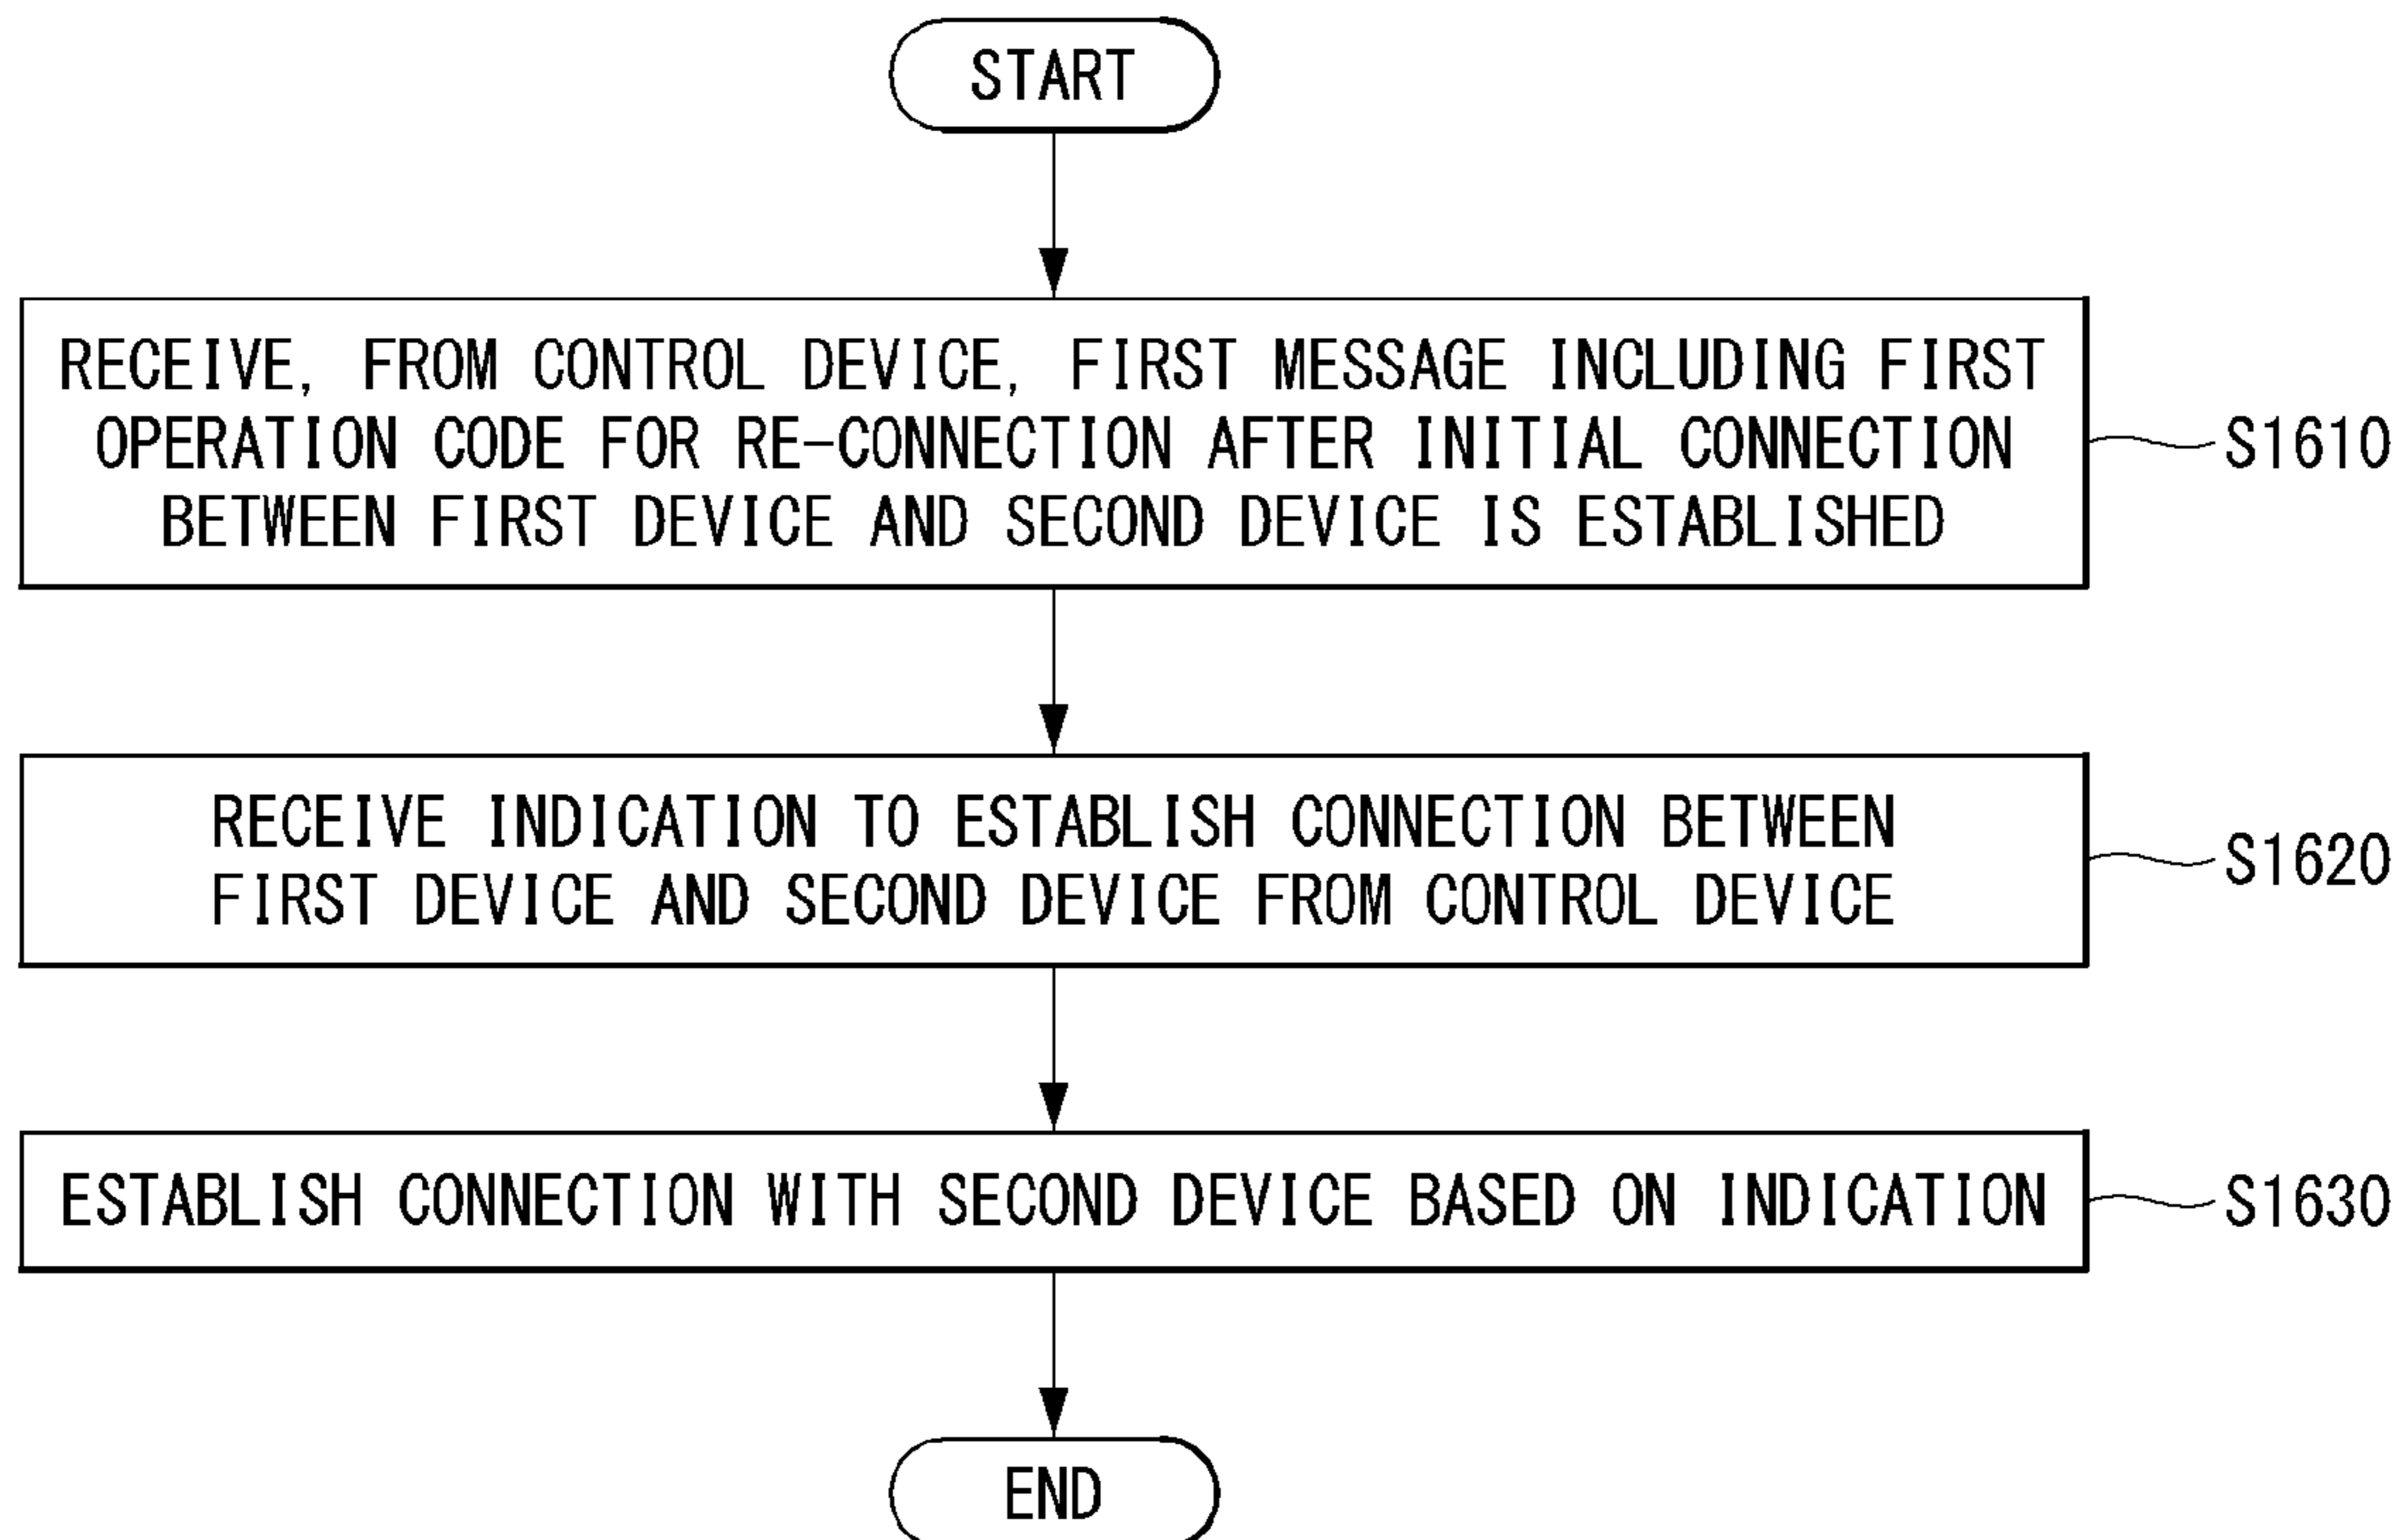 START
RECEIVE, FROM CONTROL DEVICE, FIRST MESSAGE INCLUDING FIRST
OPERATION CODE FOR RE-CONNECTION AFTER INITIAL CONNECTION
BETWEEN FIRST DEVICE AND SECOND DEVICE IS ESTABLISHED
S1610
RECEIVE INDICATION TO ESTABLISH CONNECTION BETWEEN
FIRST DEVICE AND SECOND DEVICE FROM CONTROL DEVICE
S1620
ESTABLISH CONNECTION WITH SECOND DEVICE BASED ON INDICATION
S1630
END